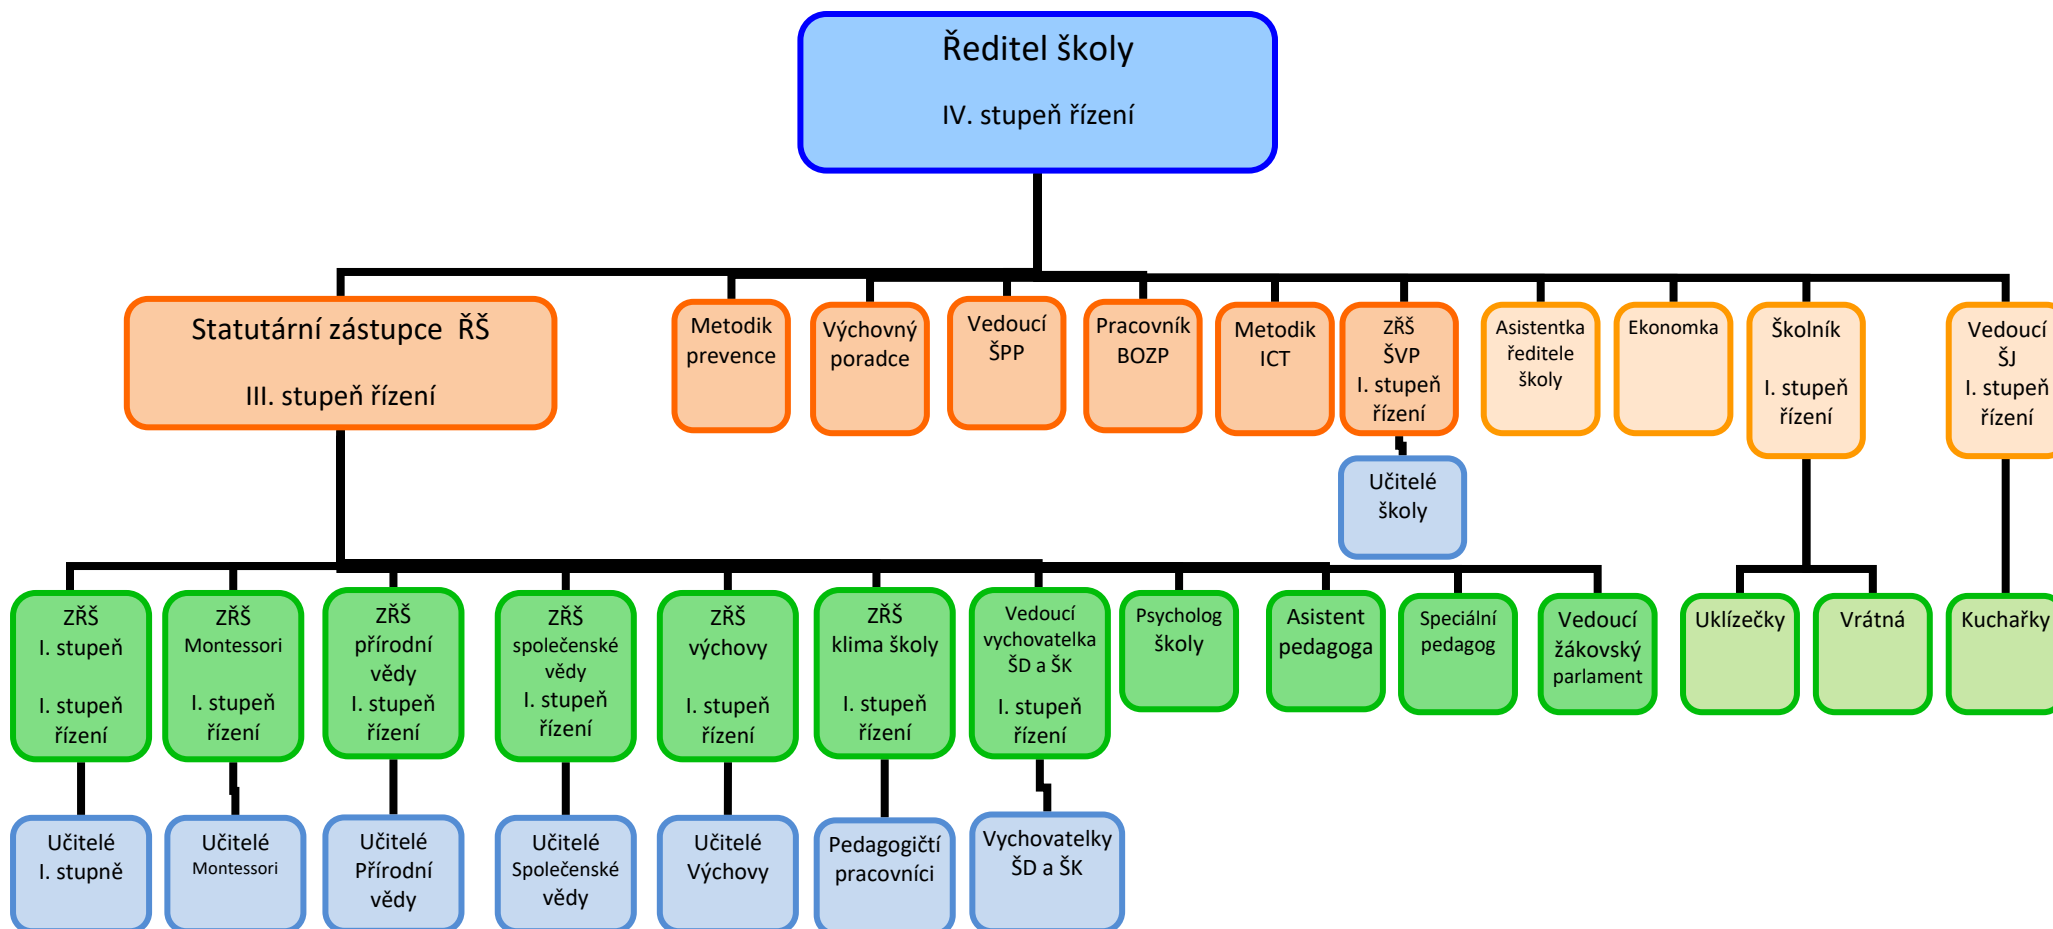 Ředitel školy
IV. stupeň řízení
Statutární zástupce ŘŠ
III. stupeň řízení
Metodik
prevence
Výchovný
poradce
Vedoucí
ŠPP
Pracovník
BOZP
Metodik
ICT
ZŘŠ
ŠVP
I. stupeň
řízení
Asistentka
ředitele
školy
Ekonomka
Školník
I. stupeň
řízení
Vedoucí
ŠJ
I. stupeň
řízení
Učitelé
školy
ZŘŠ
I. stupeň
I. stupeň
řízení
ZŘŠ
Montessori
I. stupeň
řízení
ZŘŠ
přírodní
vědy
I. stupeň
řízení
ZŘŠ
společenské
vědy
I. stupeň
řízení
ZŘŠ
výchovy
I. stupeň
řízení
ZŘŠ
klima školy
I. stupeň
řízení
Vedoucí
vychovatelka
ŠD a ŠK
I. stupeň
řízení
Psycholog
školy
Asistent
pedagoga
Speciální
pedagog
Vedoucí
žákovský
parlament
Uklízečky
Vrátná
Kuchařky
Učitelé
I. stupně
Učitelé
Montessori
Učitelé
Přírodní
vědy
Učitelé
Společenské
vědy
Učitelé
Výchovy
Pedagogičtí
pracovníci
Vychovatelky
ŠD a ŠK